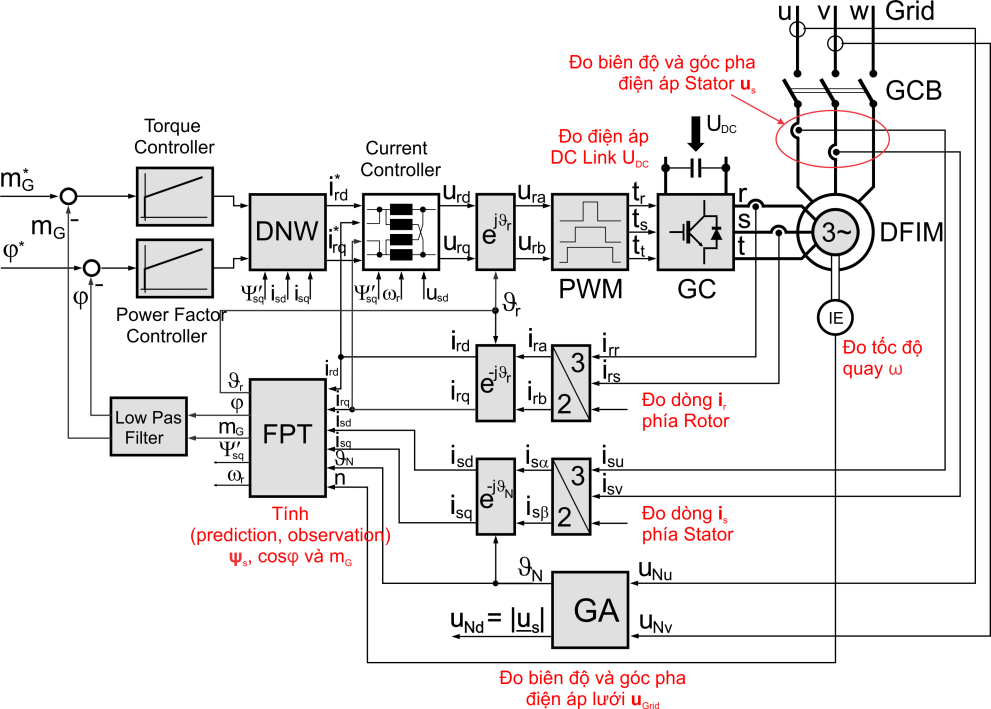 u v w Grid
Đo biên độ và góc pha
điện áp Stator us
GCB
Torque
Controller
Current
Controller
Đo điện áp
DC Link UDC
UDC
m*G
mG
-
φ*
φ
-
DNW
i*rd
i*rq
urd
urq
e^jϑr
ura
urb
tr
ts
tt
r
s
t
3~
DFIM
Ψ'sq isd isq
Ψ'sq ωr usd
PWM
GC
ϑr
Power Factor
Controller
IE
Đo tốc độ
quay ω
ird
irq
e^-jϑr
ira
irb
3
2
irr
irs
Đo dòng ir
phía Rotor
Low Pas
Filter
ϑr
φ
mG
Ψ'sq
ωr
FPT
ird
irq
isd
isq
ϑN
n
isd
isq
e^-jϑN
isα
isβ
3
2
isu
isv
Đo dòng is
phía Stator
Tính
(prediction, observation)
ψs, cosφ và mG
ϑN
uNd = |us|
GA
uNu
uNv
Đo biên độ và góc pha
điện áp lưới uGrid